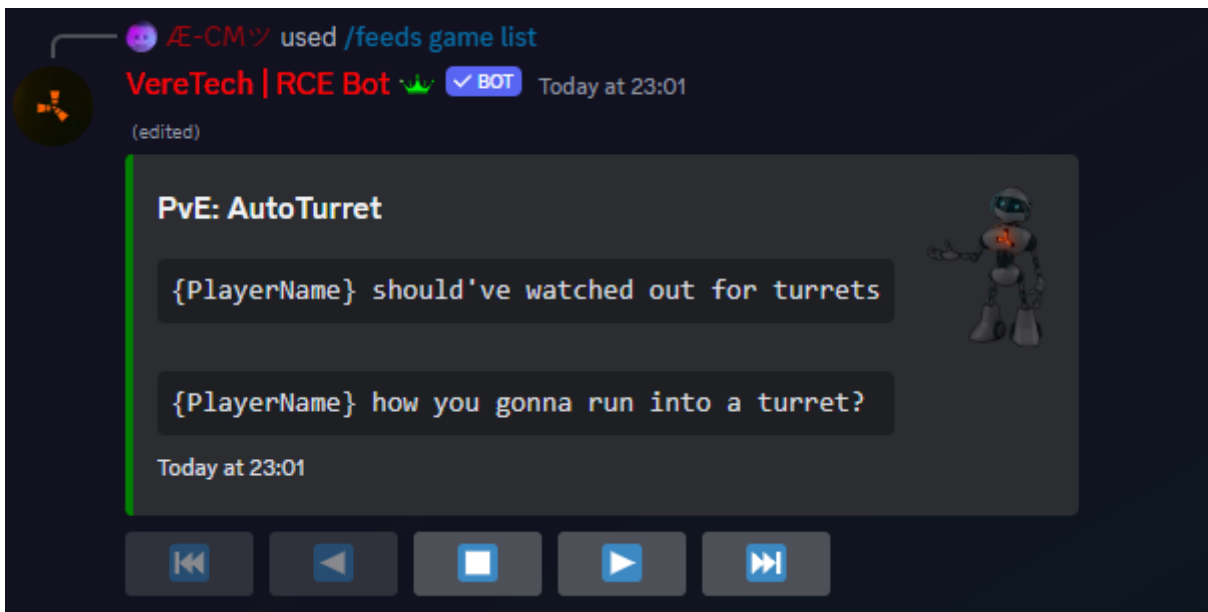 Æ-CMツ used /feeds game list
VereTech | RCE Bot ✓ BOT Today at 23:01
(edited)
PvE: AutoTurret
{PlayerName} should've watched out for turrets
{PlayerName} how you gonna run into a turret?
Today at 23:01